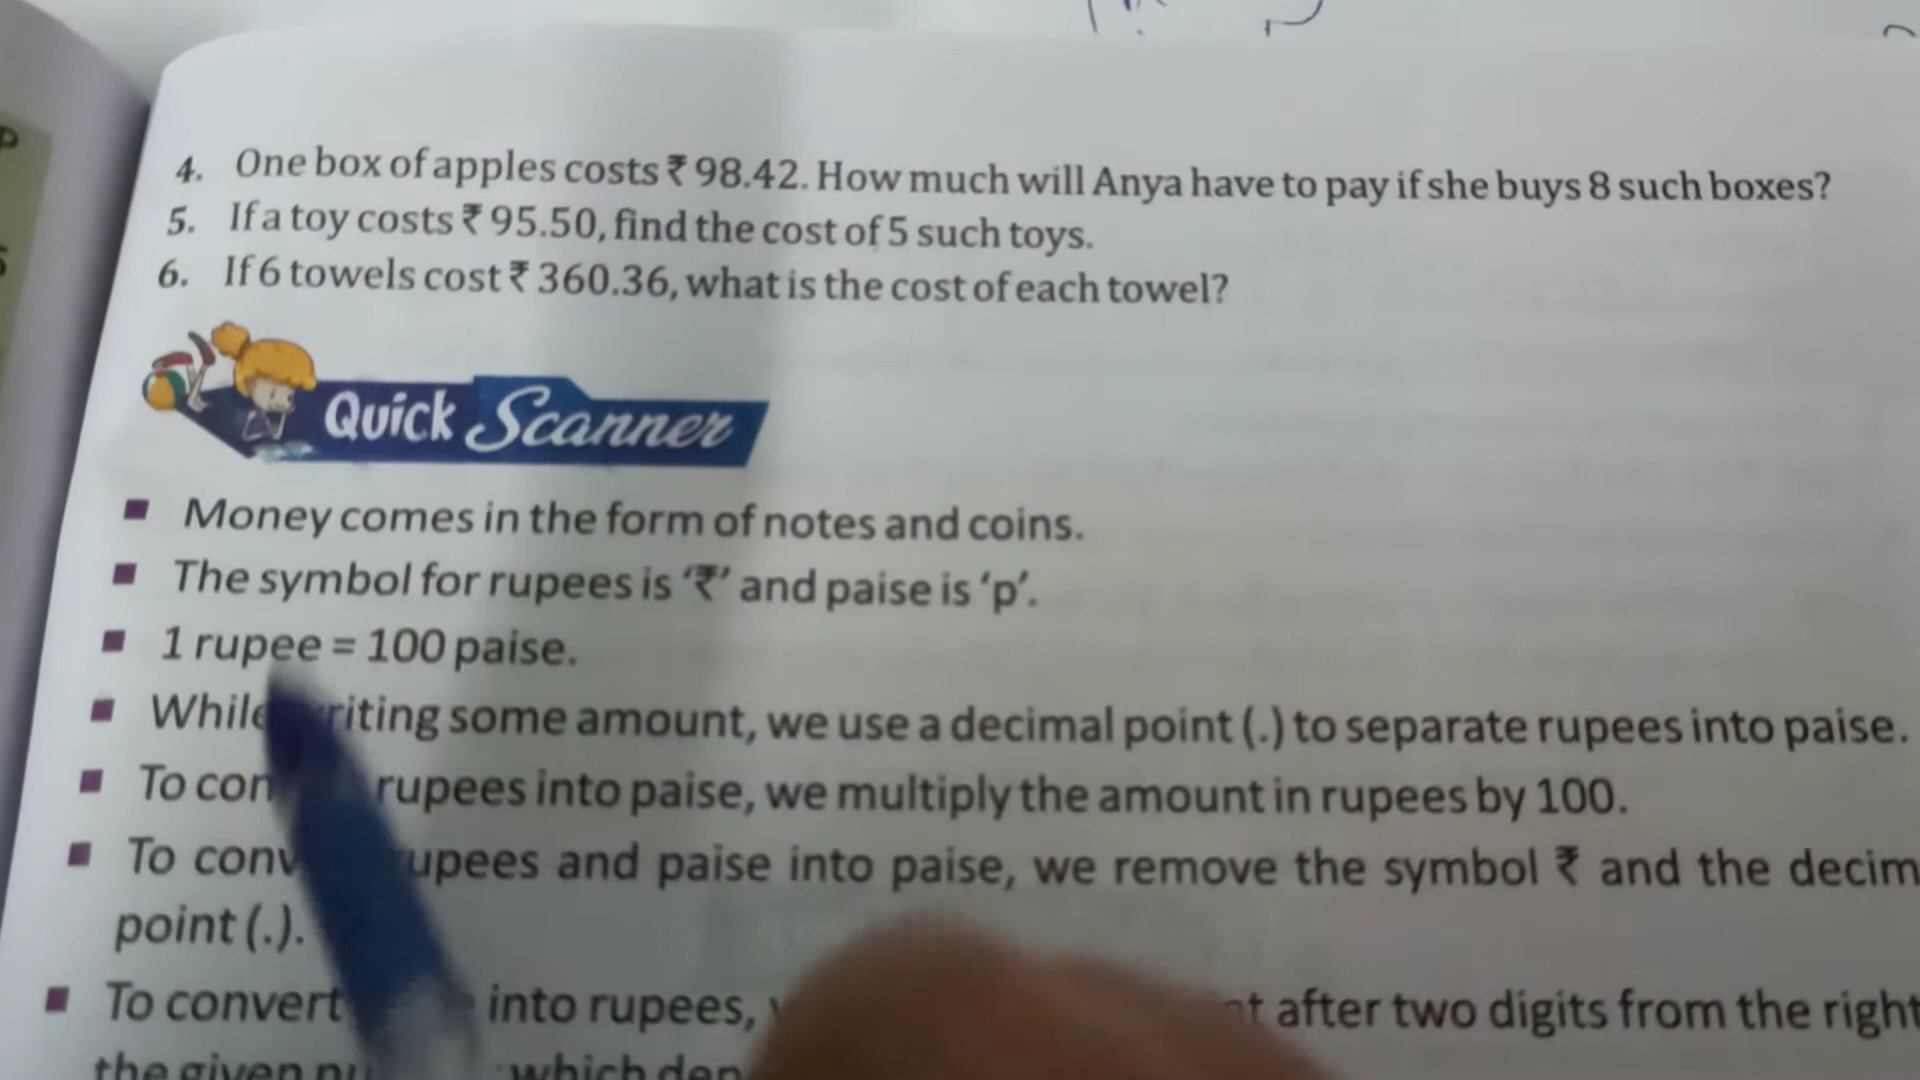 4. One box of apples costs ₹ 98.42. How much will Anya have to pay if she buys 8 such boxes?
5. If a toy costs ₹ 95.50, find the cost of 5 such toys.
6. If 6 towels cost ₹ 360.36, what is the cost of each towel?
Quick Scanner
■ Money comes in the form of notes and coins.
■ The symbol for rupees is ‘₹’ and paise is ‘p’.
■ 1 rupee = 100 paise.
■ While some amount, we use a decimal point (.) to separate rupees into paise.
■ To rupees into paise, we multiply the amount in rupees by 100.
■ To and paise into paise, we remove the symbol ₹ and the
point (.).
■ To convert into rupees, after two digits from the right
the given which